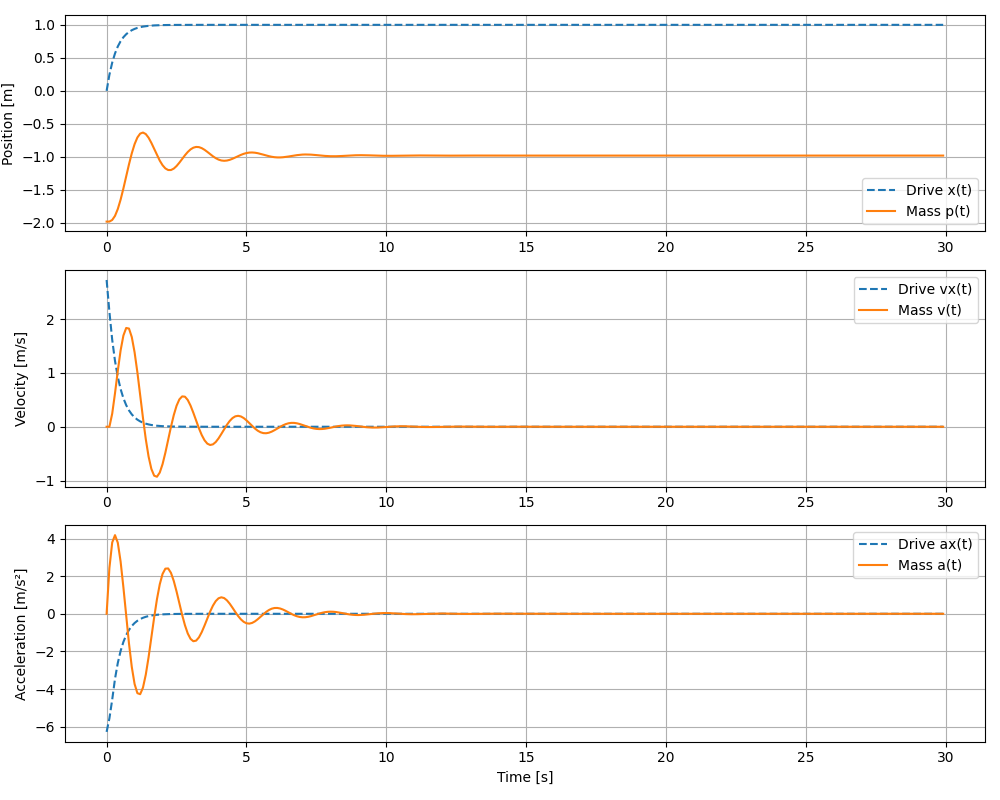 1.0
0.5
0.0
−0.5
−1.0
−1.5
−2.0
Position [m]
Drive x(t)
Mass p(t)
0 5 10 15 20 25 30
2
1
0
−1
Velocity [m/s]
Drive vx(t)
Mass v(t)
0 5 10 15 20 25 30
4
2
0
−2
−4
−6
Acceleration [m/s²]
Drive ax(t)
Mass a(t)
0 5 10 15 20 25 30
Time [s]